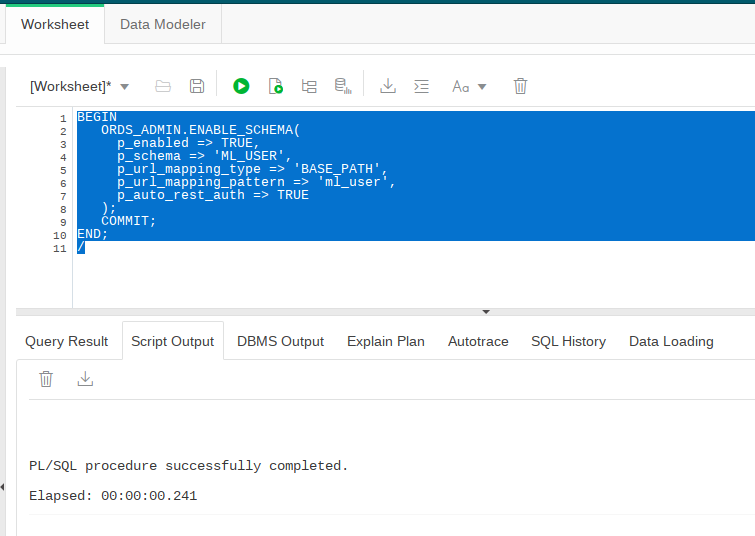 Worksheet Data Modeler
[Worksheet]* Aa
1 BEGIN
2    ORDS_ADMIN.ENABLE_SCHEMA(
3      p_enabled => TRUE,
4      p_schema => 'ML_USER',
5      p_url_mapping_type => 'BASE_PATH',
6      p_url_mapping_pattern => 'ml_user',
7      p_auto_rest_auth => TRUE
8    );
9    COMMIT;
10 END;
11 /
Query Result Script Output DBMS Output Explain Plan Autotrace SQL History Data Loading
PL/SQL procedure successfully completed.
Elapsed: 00:00:00.241